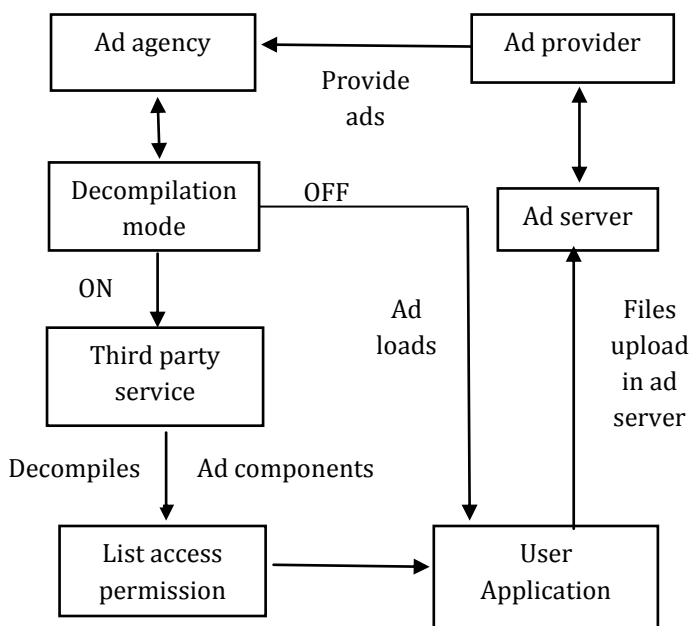 Ad agency
Ad provider
Provide
ads
Decompilation
mode
OFF
Ad server
ON
Ad
loads
Files
upload
in ad
server
Third party
service
Decompiles
Ad components
List access
permission
User
Application